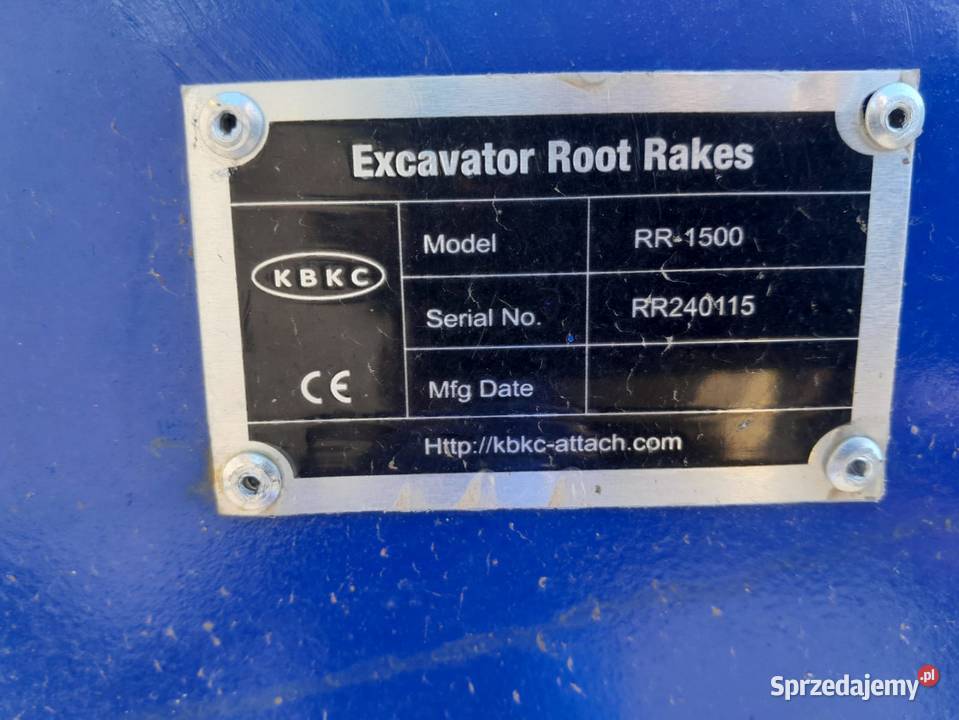 Excavator Root Rakes
KBKC
CE
Model RR-1500
Serial No. RR240115
Mfg Date
Http://kbkc-attach.com
Sprzedajemy.pl